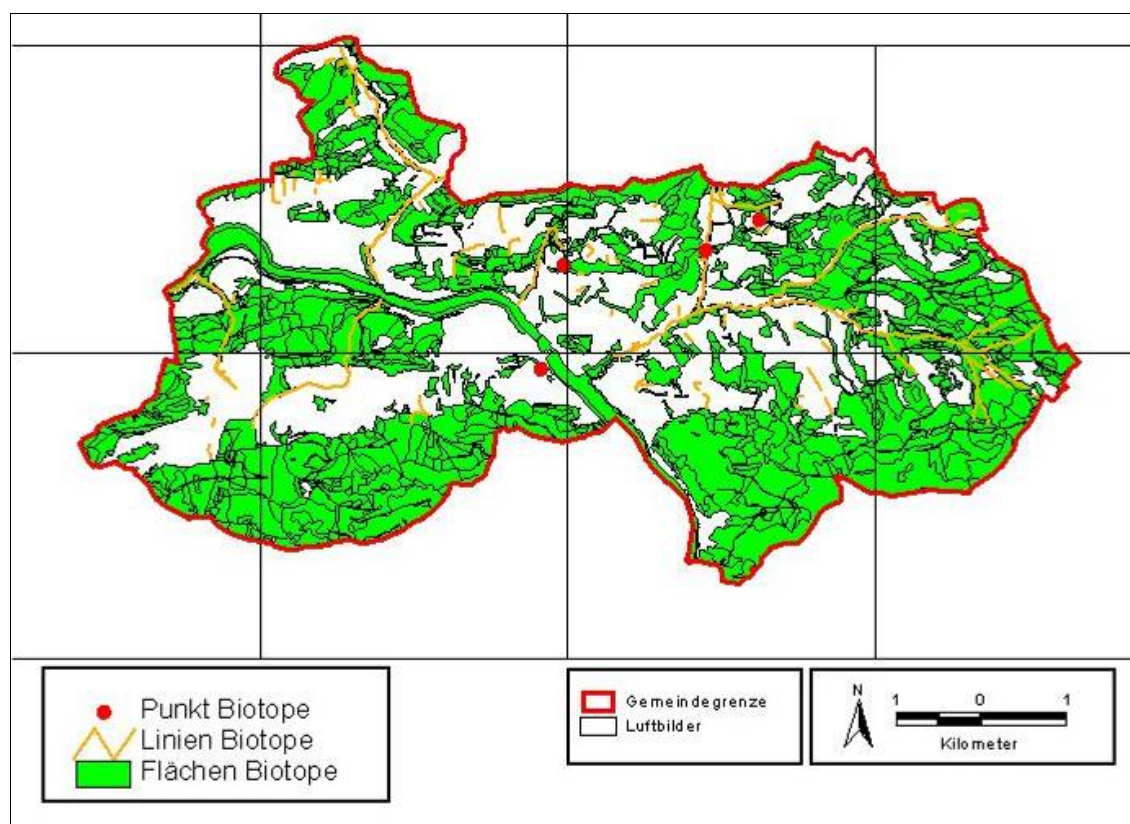 Punkt Biotope
Linien Biotope
Flächen Biotope
Gemeindegrenze
Luftbilder
N
1 0 1
Kilometer